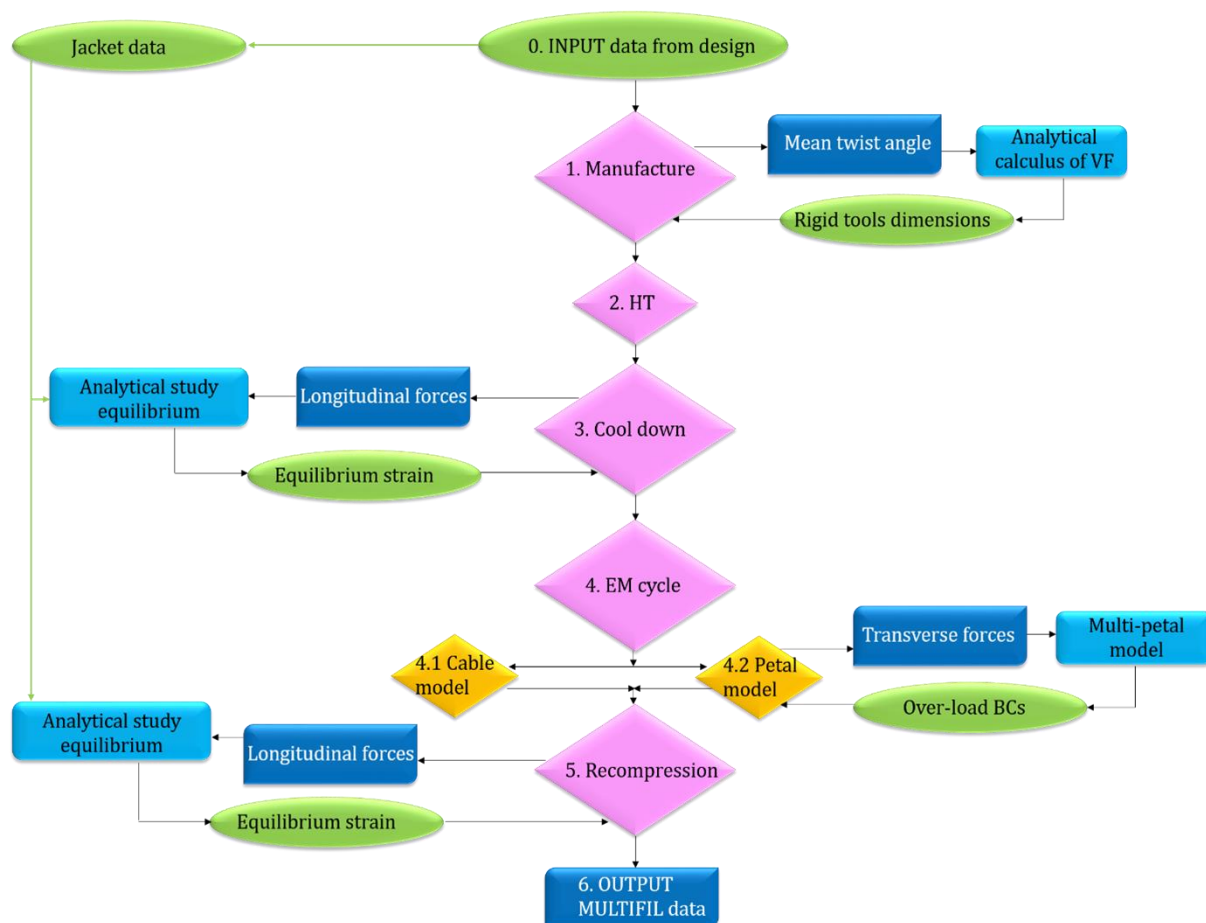 Jacket data
0. INPUT data from design
Mean twist angle
Analytical
calculus of VF
1. Manufacture
Rigid tools dimensions
2. HT
Analytical study
equilibrium
Longitudinal forces
3. Cool down
Equilibrium strain
4. EM cycle
Transverse forces
Multi-petal
model
4.1 Cable
model
4.2 Petal
model
Over-load BCs
Analytical study
equilibrium
Longitudinal forces
5. Recompression
Equilibrium strain
6. OUTPUT
MULTIFIL data